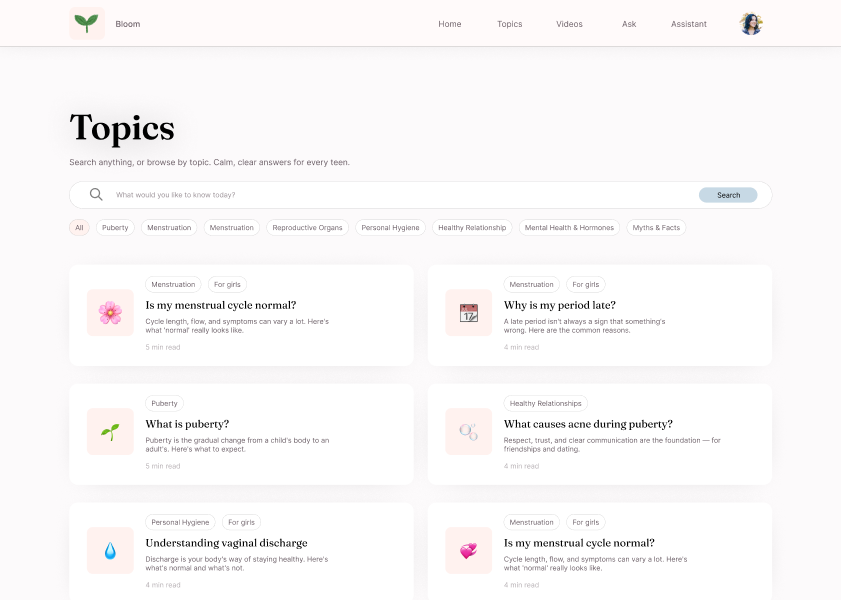 Bloom
Home Topics Videos Ask Assistant
Topics
Search anything, or browse by topic. Calm, clear answers for every teen.
What would you like to know today? Search
All Puberty Menstruation Menstruation Reproductive Organs Personal Hygiene Healthy Relationship Mental Health & Hormones Myths & Facts
Menstruation For girls
Is my menstrual cycle normal?
Cycle length, flow, and symptoms can vary a lot. Here's
what 'normal' really looks like.
5 min read
17
Menstruation For girls
Why is my period late?
A late period isn't always a sign that something's
wrong. Here are the common reasons.
4 min read
Puberty
What is puberty?
Puberty is the gradual change from a child's body to an
adult's. Here's what to expect.
5 min read
Healthy Relationships
What causes acne during puberty?
Respect, trust, and clear communication are the foundation — for
friendships and dating.
4 min read
Personal Hygiene For girls
Understanding vaginal discharge
Discharge is your body's way of staying healthy. Here's
what's normal and what's not.
4 min read
Menstruation For girls
Is my menstrual cycle normal?
Cycle length, flow, and symptoms can vary a lot. Here's
what 'normal' really looks like.
4 min read